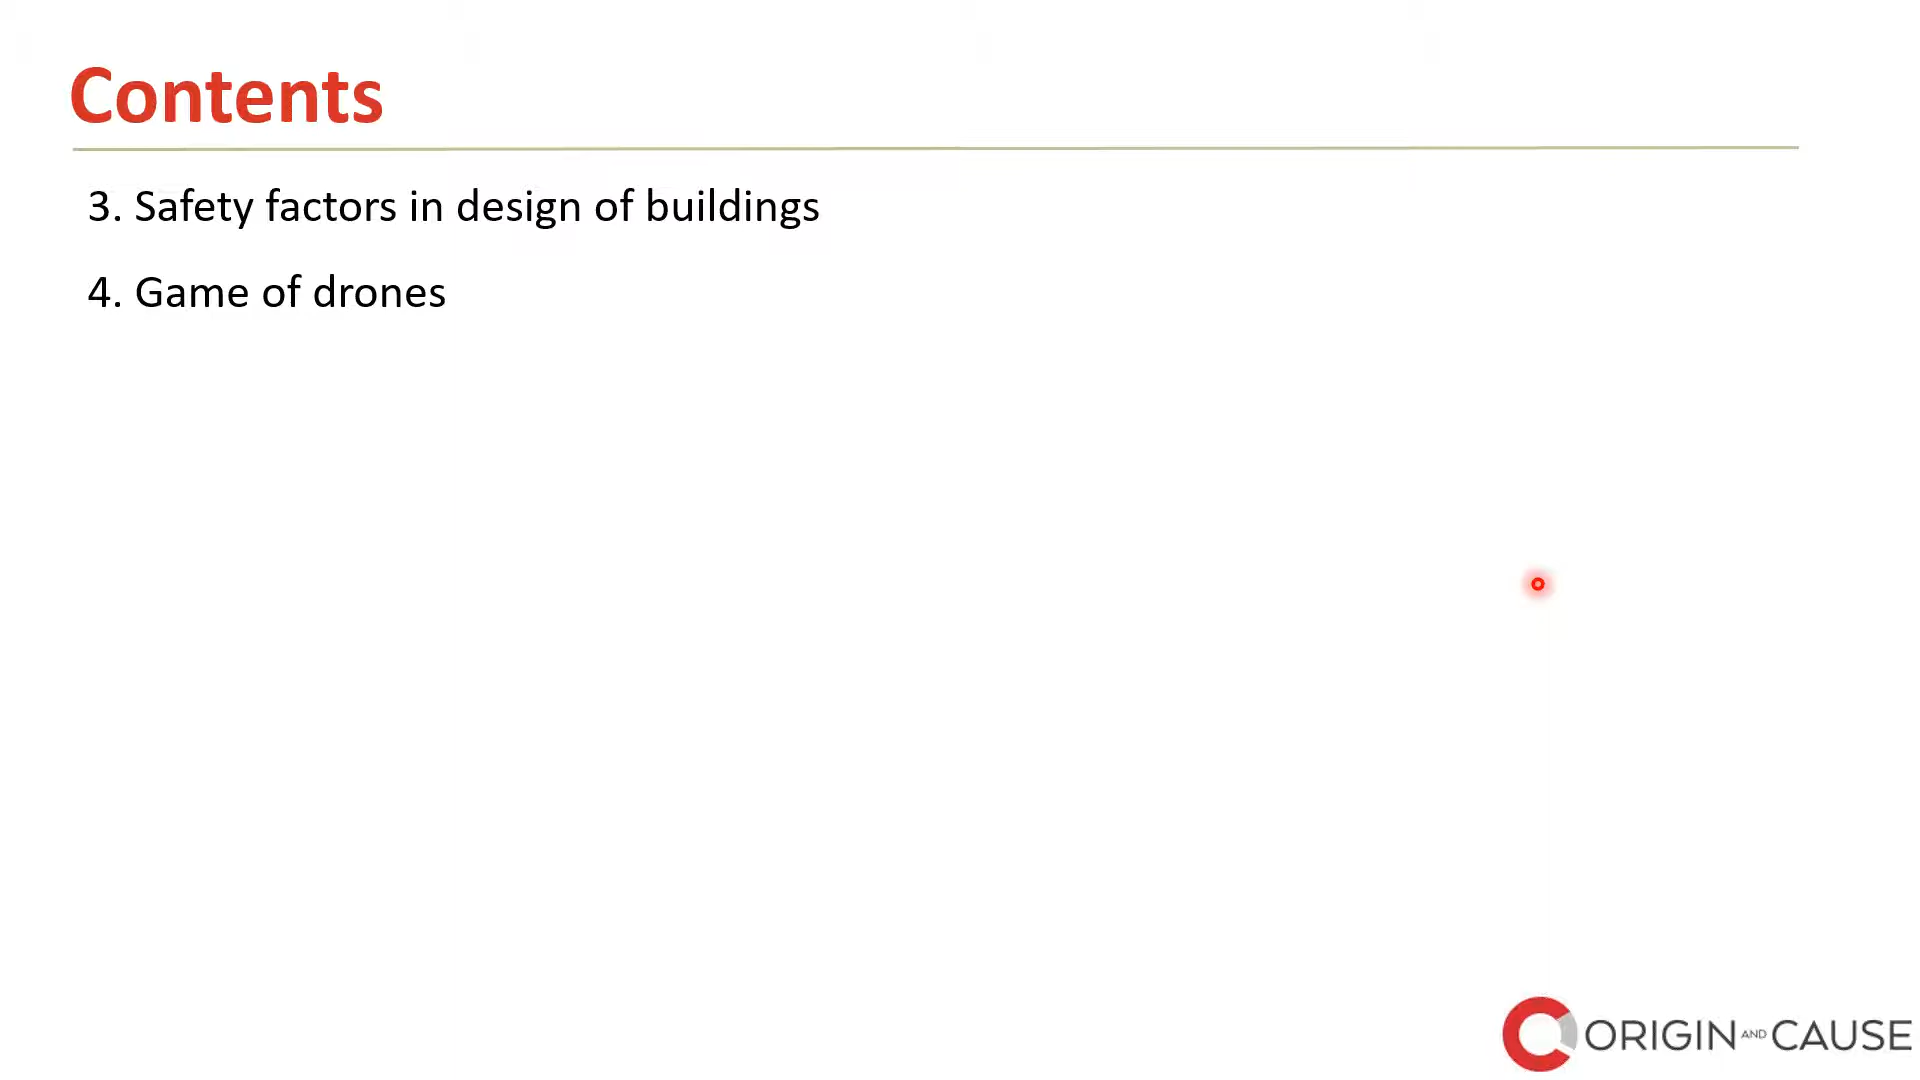 Contents
3. Safety factors in design of buildings
4. Game of drones
ORIGIN AND CAUSE